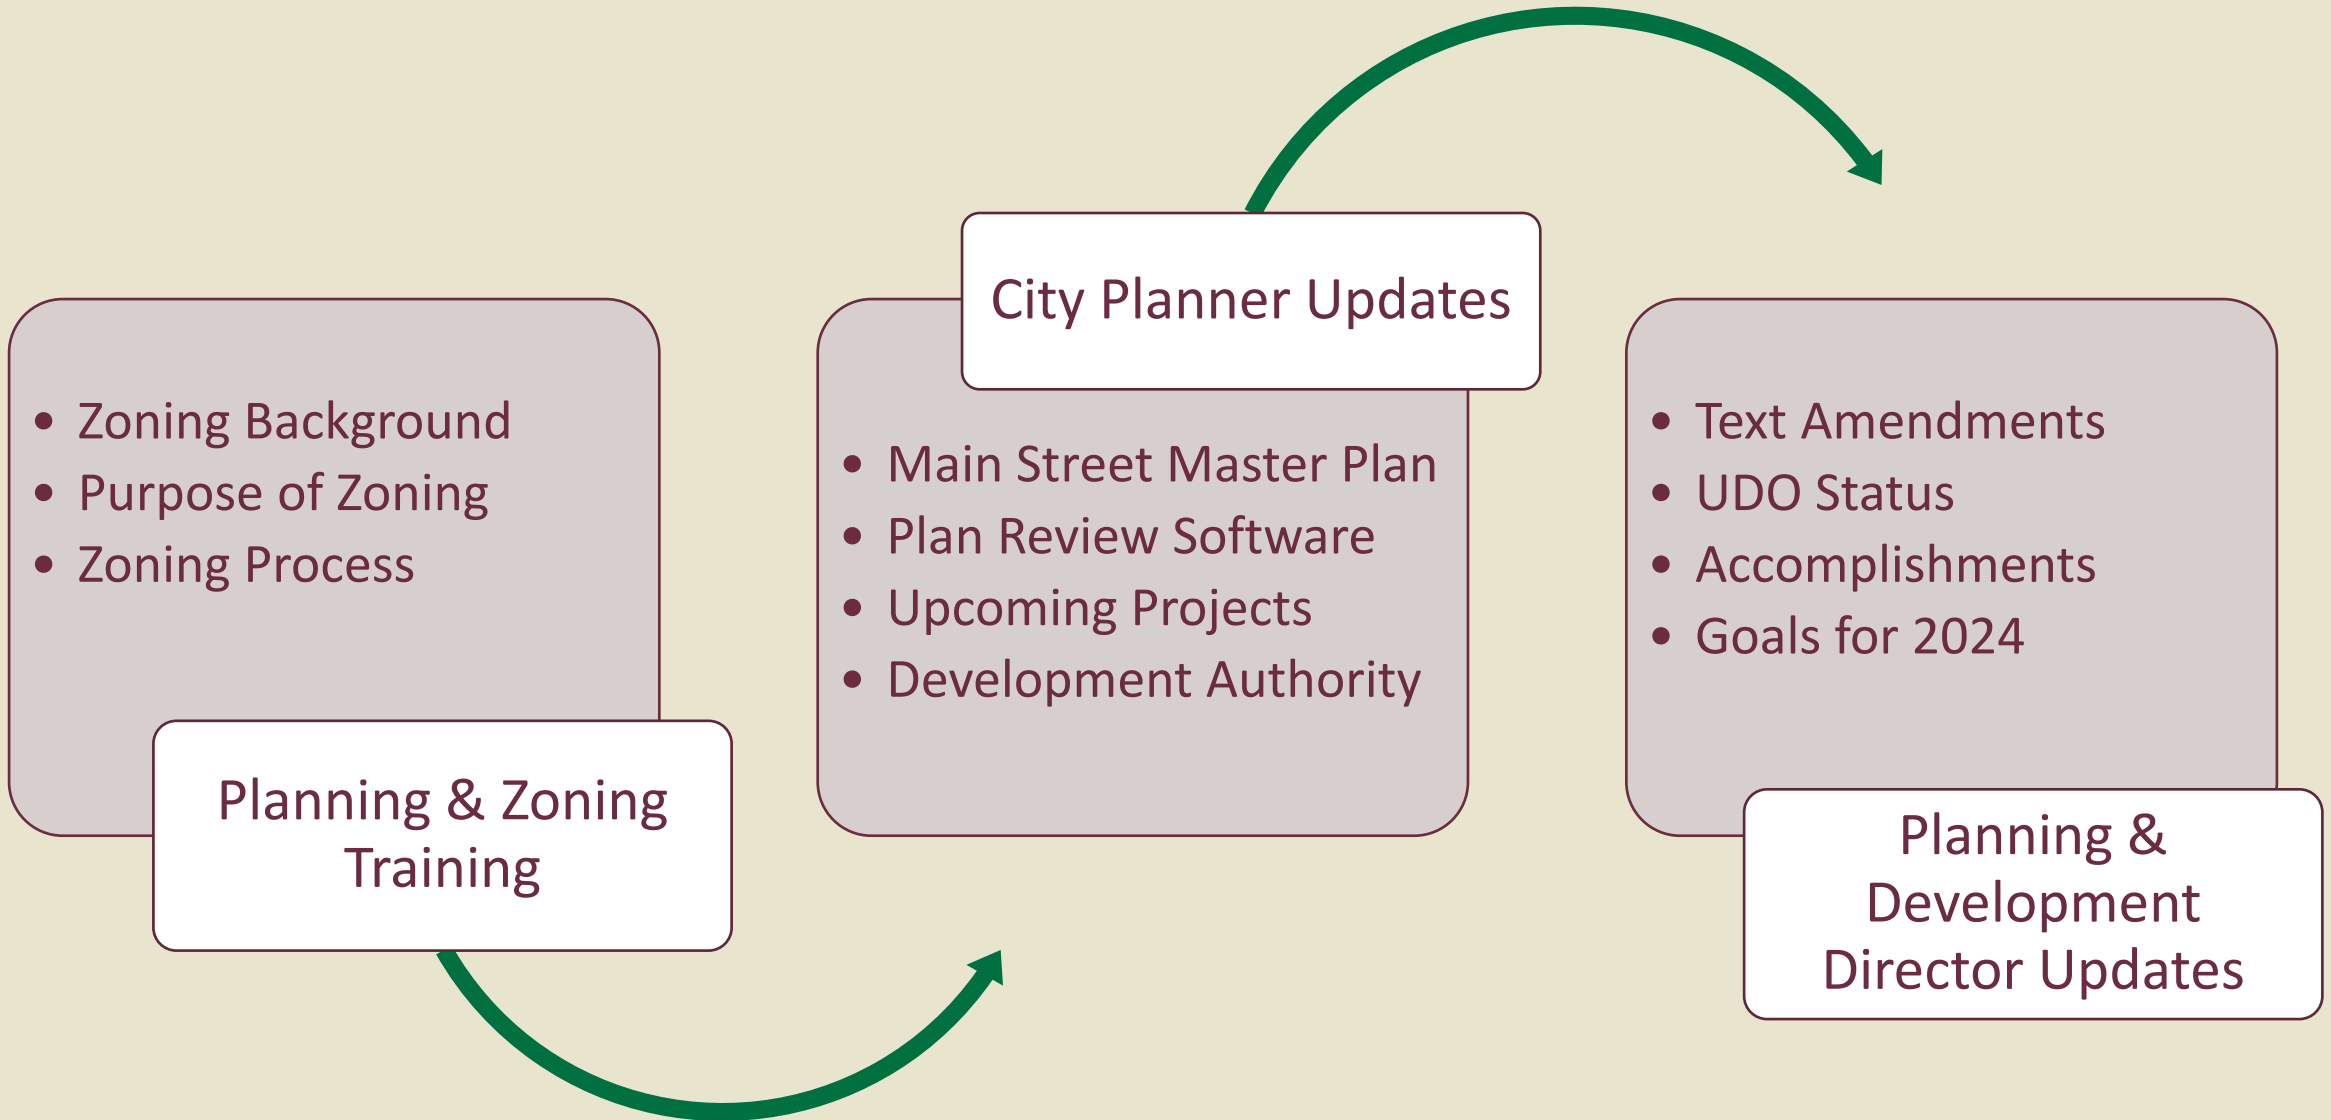 • Zoning Background
• Purpose of Zoning
• Zoning Process
Planning & Zoning
Training
City Planner Updates
• Main Street Master Plan
• Plan Review Software
• Upcoming Projects
• Development Authority
• Text Amendments
• UDO Status
• Accomplishments
• Goals for 2024
Planning &
Development
Director Updates